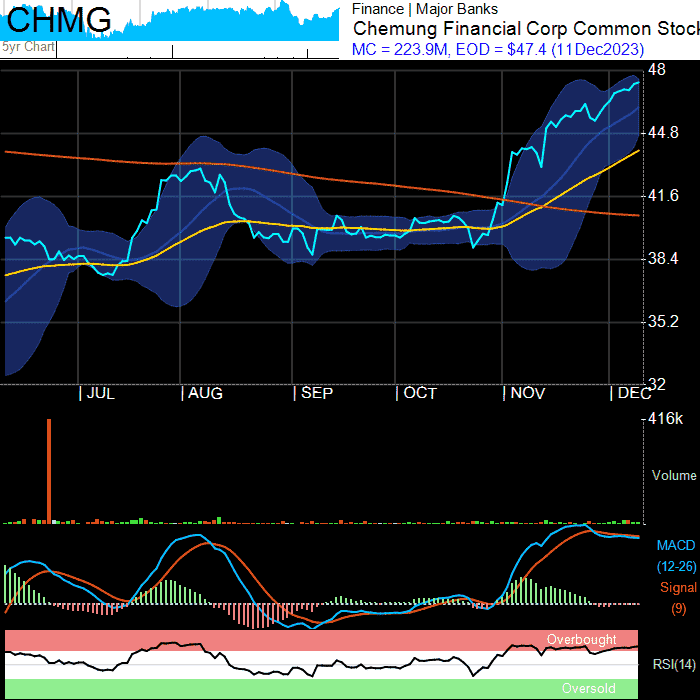 CHMG
5yr Chart
Finance | Major Banks
Chemung Financial Corp Common Stock
MC = 223.9M, EOD = $47.4 (11Dec2023)
48
44.8
41.6
38.4
35.2
32
JUL
AUG
SEP
OCT
NOV
DEC
416k
Volume
MACD
(12-26)
Signal
(9)
Overbought
RSI(14)
Oversold